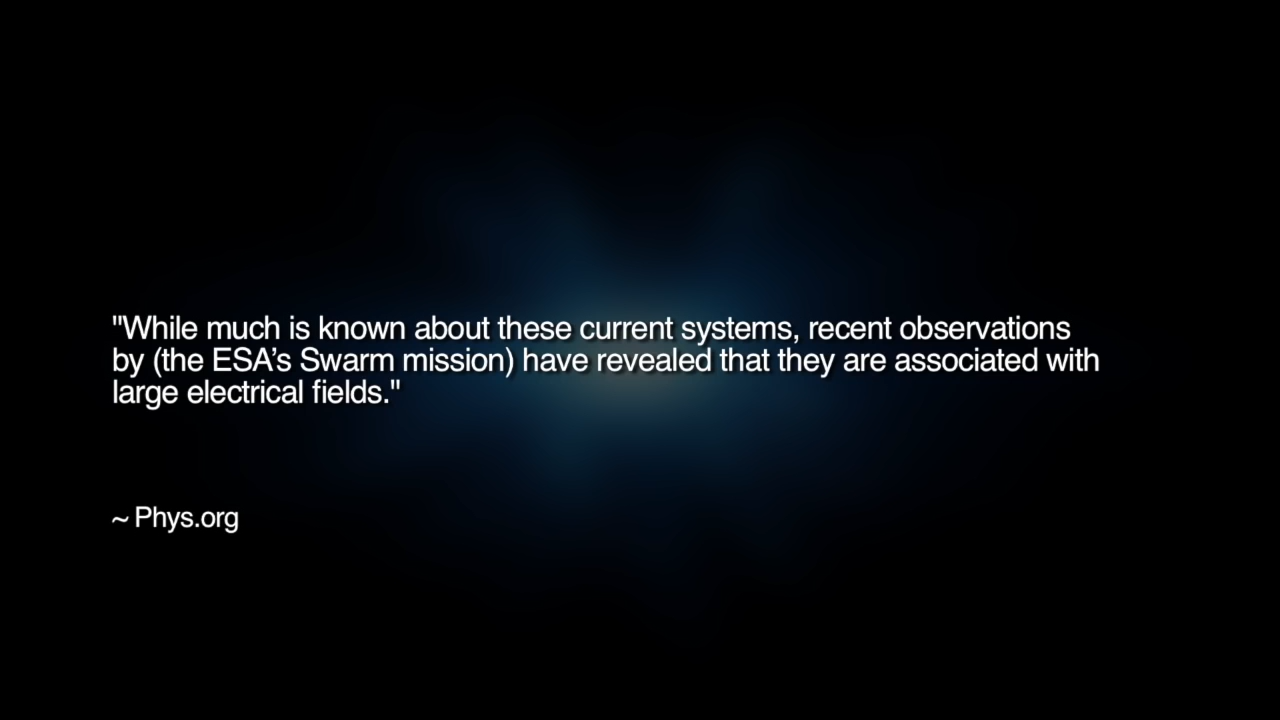 "While much is known about these current systems, recent observations
by (the ESA’s Swarm mission) have revealed that they are associated with
large electrical fields."
~ Phys.org